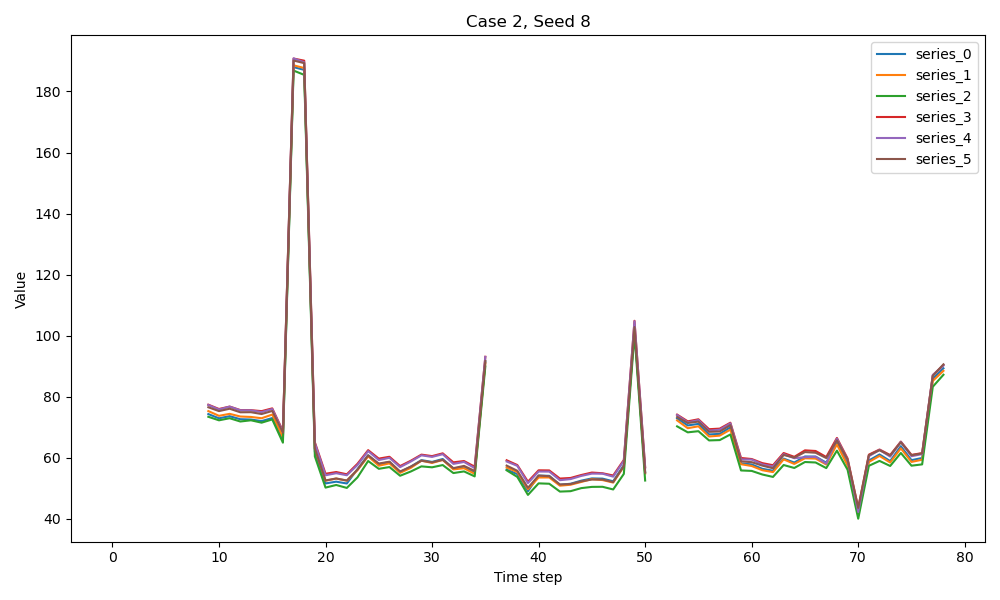 Case 2, Seed 8
series_0
series_1
series_2
series_3
series_4
series_5
180
160
140
120
100
80
60
40
Value
0 10 20 30 40 50 60 70 80
Time step